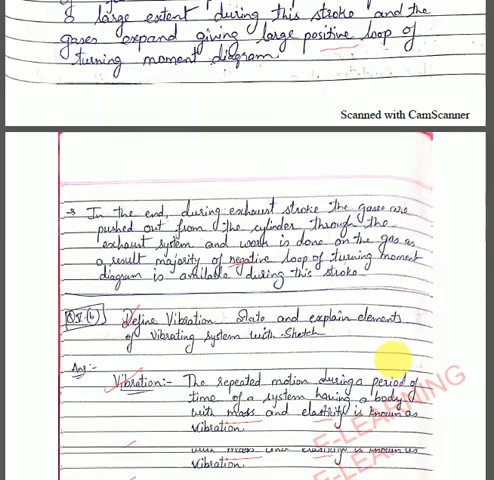 a large extent during this stroke and the
gases expand giving large positive loop of
turning moment diagram.
Scanned with CamScanner
→ In the end, during exhaust stroke the gases are
pushed out from the cylinder through the
exhaust system and work is done on the gas as
a result majority of negative loop of turning moment
diagram is available during this stroke.
Define Vibration. State and explain elements
of vibrating system with Sketch
Ans:-
Vibration:- The repeated motion during a period of
time of a system having a body
with mass and elasticity is known as
vibration.
with mass and elasticity is known as
vibration.
E-LEARNING
E-LEARNING